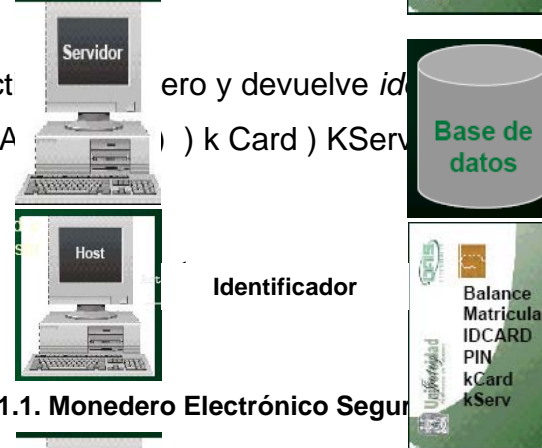 Servidor
ero y devuelve
) ) k Card ) KServ
Base de
datos
Host
Identificador
Balance
Matricula
IDCARD
PIN
kCard
kServ
1.1. Monedero Electrónico Segur